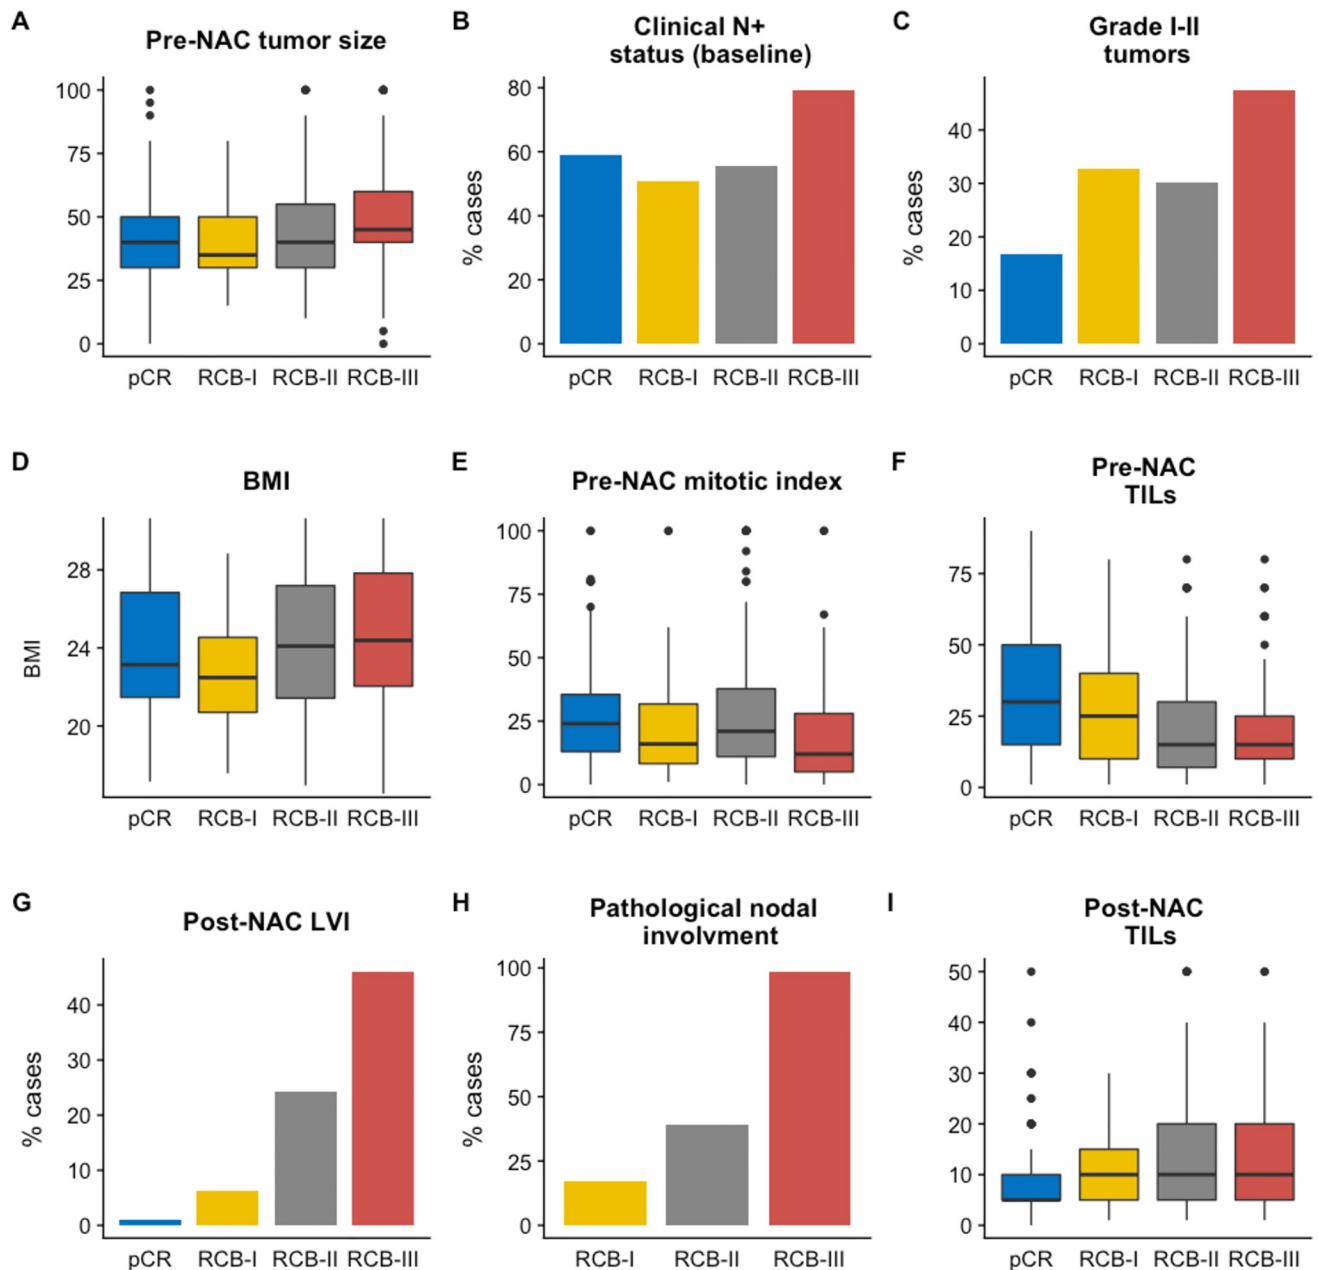 A
Pre-NAC tumor size
100
75
50
25
0
pCR RCB-I RCB-II RCB-III
B
Clinical N+
status (baseline)
% cases
80
60
40
20
0
pCR RCB-I RCB-II RCB-III
C
Grade I-II
tumors
% cases
40
30
20
10
0
pCR RCB-I RCB-II RCB-III
D
BMI
BMI
28
24
20
pCR RCB-I RCB-II RCB-III
E
Pre-NAC mitotic index
100
75
50
25
0
pCR RCB-I RCB-II RCB-III
F
Pre-NAC
TILs
75
50
25
0
pCR RCB-I RCB-II RCB-III
G
Post-NAC LVI
% cases
40
30
20
10
0
pCR RCB-I RCB-II RCB-III
H
Pathological nodal
involvment
% cases
100
75
50
25
0
RCB-I RCB-II RCB-III
I
Post-NAC
TILs
50
40
30
20
10
0
pCR RCB-I RCB-II RCB-III